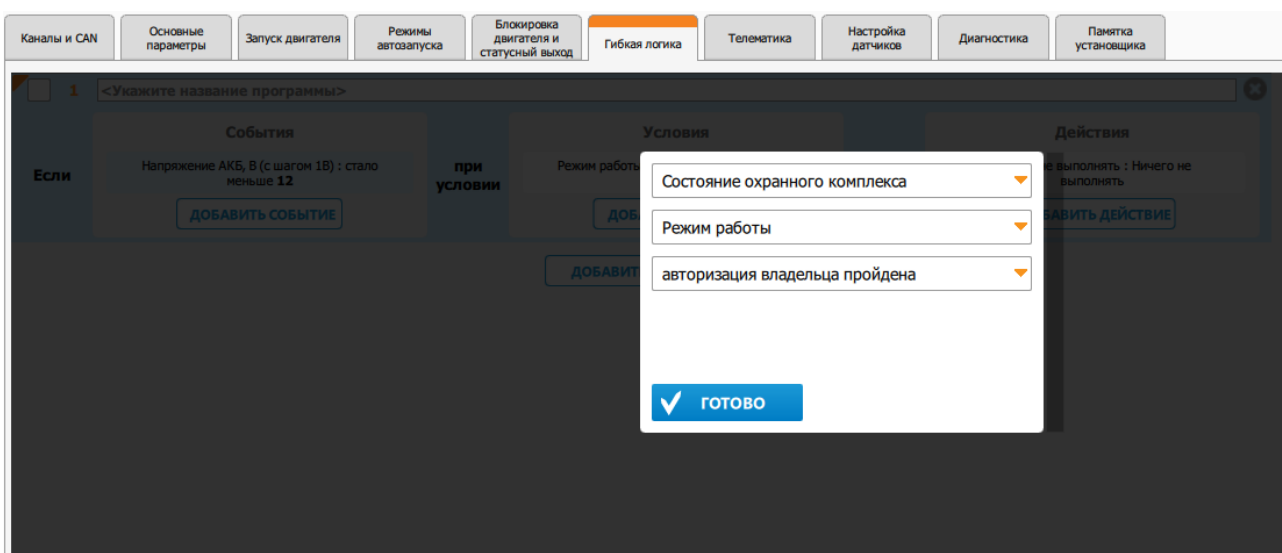 Каналы и CAN
Основные
параметры
Запуск двигателя
Режимы
автозапуска
Блокировка
двигателя и
статусный выход
Гибкая логика
Телематика
Настройка
датчиков
Диагностика
Памятка
установщика
1 <Укажите название программы>
События
Условия
Действия
Если
Напряжение АКБ, В (с шагом 1В) : стало
меньше 12
при
условии
Режим работы
е выполнять : Ничего не
выполнять
ДОБАВИТЬ СОБЫТИЕ
ДОБ
АВИТЬ ДЕЙСТВИЕ
ДОБАВИТ
Состояние охранного комплекса
Режим работы
авторизация владельца пройдена
ГОТОВО